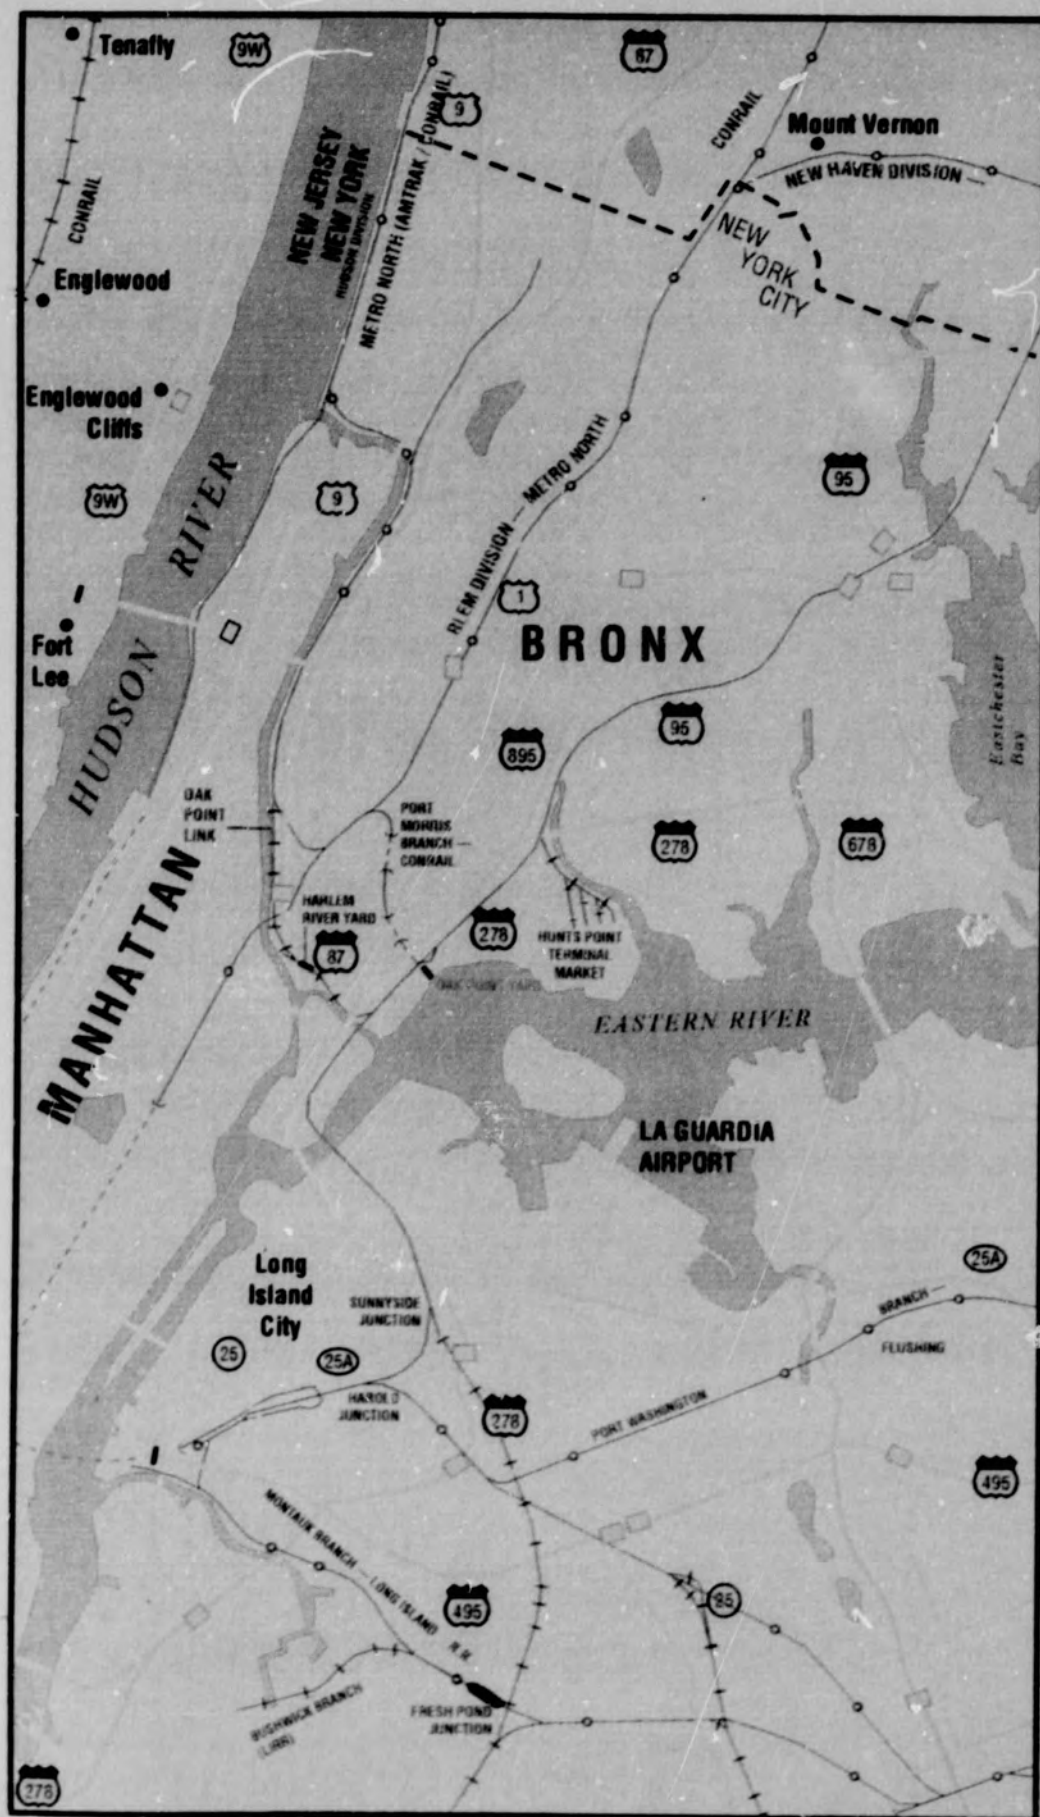 Tenafly
9W
87
CONRAIL
9
Mount Vernon
NEW HAVEN DIVISION —
NEW JERSEY
NEW YORK
HUDSON DIVISION
METRO NORTH (AMTRAK / CONRAIL)
CONRAIL
NEW
YORK
CITY
Englewood
Englewood
Cliffs
9W
RIVER
9
RLEM DIVISION — METRO NORTH
95
1
BRONX
Fort
Lee
HUDSON
Eastchester
Bay
95
895
OAK
POINT
LINK
PORT
MORRIS
BRANCH —
CONRAIL
278
678
MANHATTAN
HARLEM
RIVER YARD
87
278
HUNTS POINT
TERMINAL
MARKET
OAK POINT YARD
EASTERN RIVER
LA GUARDIA
AIRPORT
Long
Island
City
SUNNYSIDE
JUNCTION
25A
BRANCH —
FLUSHING
25
25A
HAROLD
JUNCTION
278
PORT WASHINGTON
495
MONTAUK BRANCH — LONG ISLAND R.R.
495
25
BUSHWICK BRANCH
(LIRR)
FRESH POND
JUNCTION
278